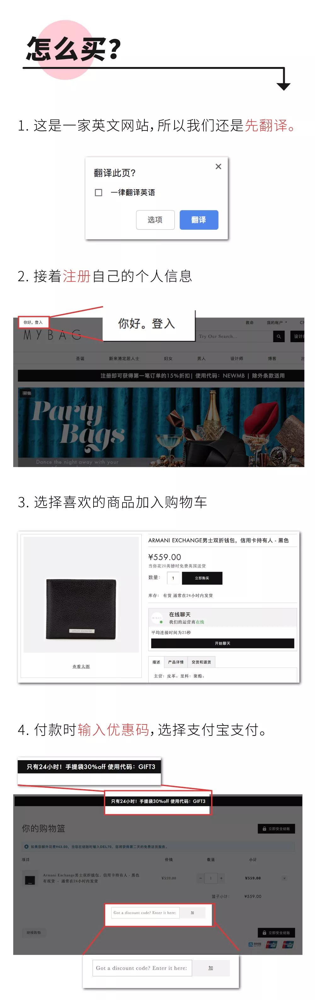 怎么买?
1. 这是一家英文网站,所以我们还是先翻译。
翻译此页?
一律翻译英语
选项
翻译
2. 接着注册自己的个人信息
你好。登入
你好。登入
救命
我的帐户
CN
MYBAG
Try Our Search...
设计师
圣诞
新来港定居人士
妇女
男人
设计师
博客
出
注册即可获得第一笔订单的15%折扣| 使用代码：NEWMB | 除外条款适用
Party
Bags
Dance the night away with your
3. 选择喜欢的商品加入购物车
ARMANI EXCHANGE男士双折钱包，信用卡持有人 - 黑色
¥559.00
当你花20英镑时免费英国送货
数量：
1
立即购买
库存： 有货 通常在24小时内发货
MYBAG
在线聊天
我们的运营商在线
平均连接时间为25秒
开始聊天
ARMANI EXCHANGE
查看大图
描述
产品详情
交货和退货
主营：皮革。里料：聚酯。
4. 付款时输入优惠码,选择支付宝支付。
只有24小时！手提袋30%off 使用代码：GIFT3
只有24小时！手提袋30%off 使用代码：GIFT3
你的购物篮
立即安全结账
如果您额外花费¥43.00，当您在结账时输入DEL70，您将获得第二天的免费送货服务。
项目
价钱
数量
小计
Armani Exchange男士双折钱包，信用卡持有人 - 黑色
有现货 - 通常在24小时内发货
¥559.00
− 1 +
¥559.00
×
篮子小计：
¥559.00
Got a discount code? Enter it here:
加
继续购物
立即安全结账
支付宝
UnionPay
UnionPay
Got a discount code? Enter it here:
加